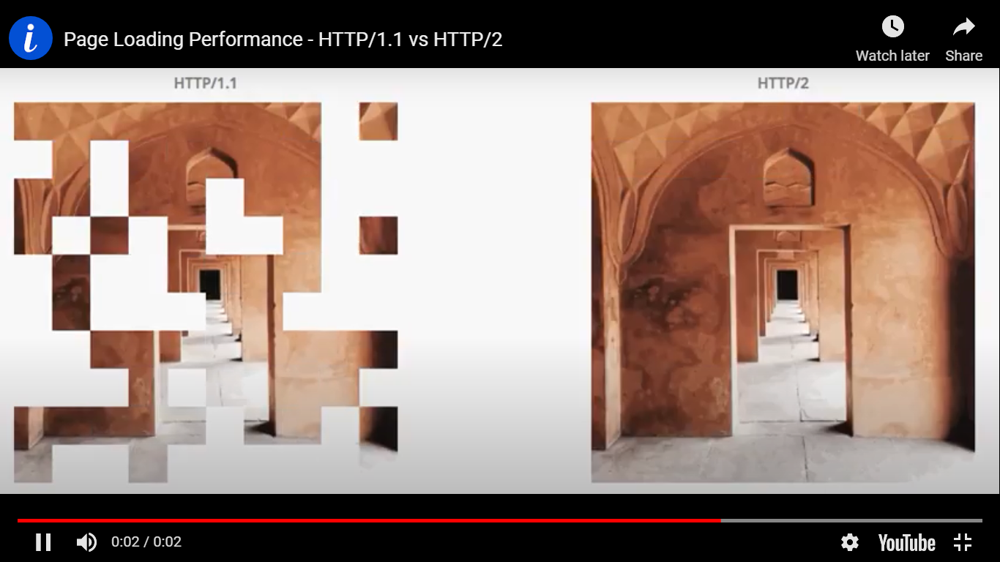 i
Page Loading Performance - HTTP/1.1 vs HTTP/2
Watch later
Share
HTTP/1.1
HTTP/2
0:02 / 0:02
YouTube